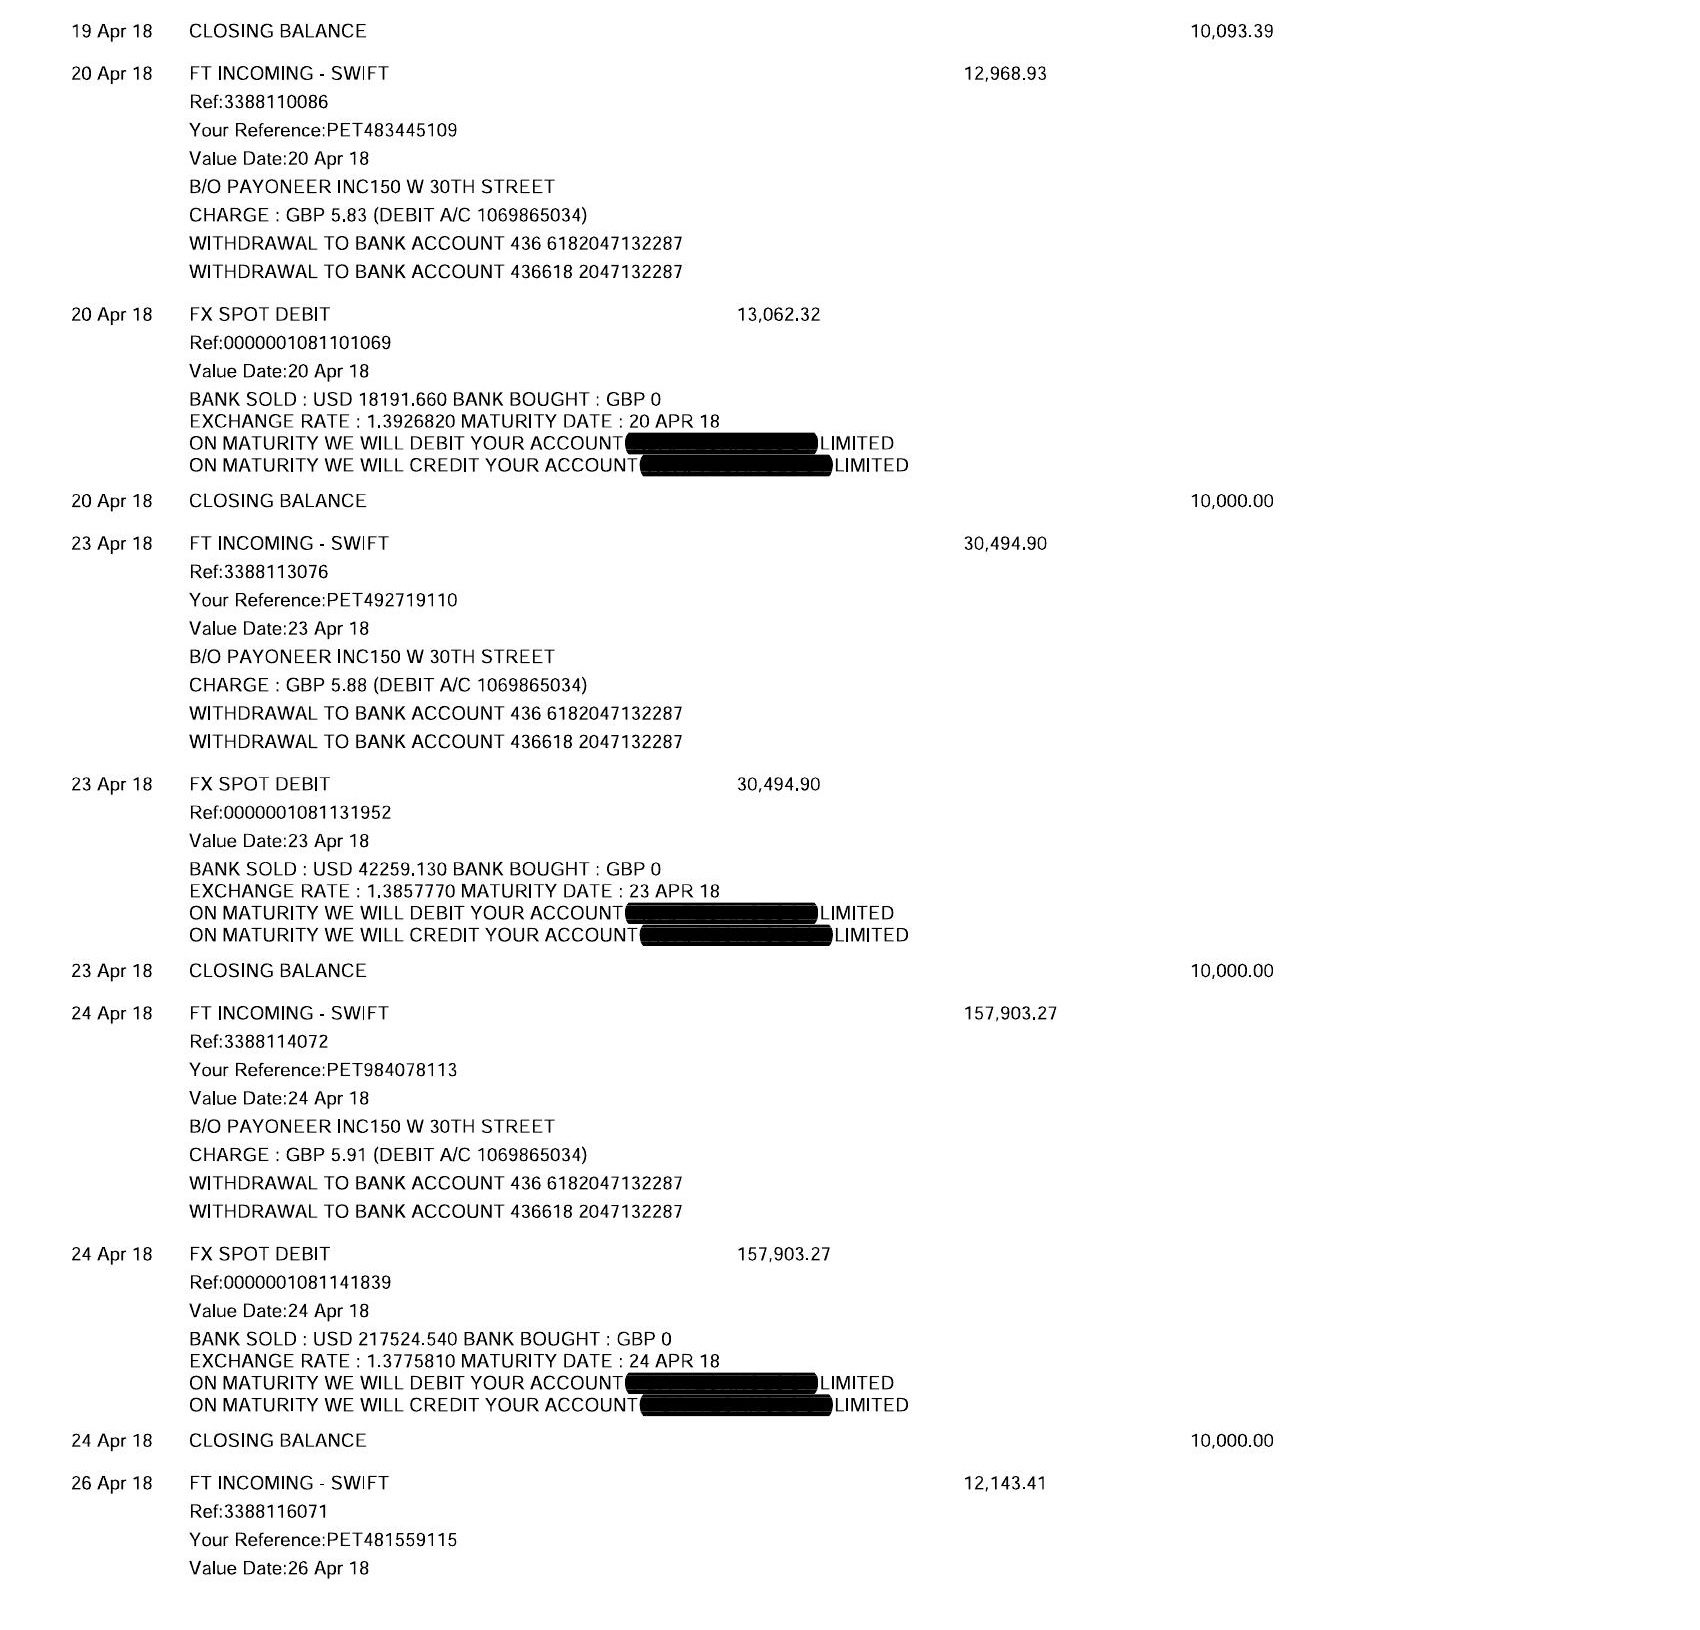 19 Apr 18 CLOSING BALANCE 10,093.39
20 Apr 18 FT INCOMING - SWIFT 12,968.93
Ref:3388110086
Your Reference:PET483445109
Value Date:20 Apr 18
B/O PAYONEER INC150 W 30TH STREET
CHARGE : GBP 5.83 (DEBIT A/C 1069865034)
WITHDRAWAL TO BANK ACCOUNT 436 6182047132287
WITHDRAWAL TO BANK ACCOUNT 436618 2047132287
20 Apr 18 FX SPOT DEBIT 13,062.32
Ref:0000001081101069
Value Date:20 Apr 18
BANK SOLD : USD 18191.660 BANK BOUGHT : GBP 0
EXCHANGE RATE : 1.3926820 MATURITY DATE : 20 APR 18
ON MATURITY WE WILL DEBIT YOUR ACCOUNT LIMITED
ON MATURITY WE WILL CREDIT YOUR ACCOUNT LIMITED
20 Apr 18 CLOSING BALANCE 10,000.00
23 Apr 18 FT INCOMING - SWIFT 30,494.90
Ref:3388113076
Your Reference:PET492719110
Value Date:23 Apr 18
B/O PAYONEER INC150 W 30TH STREET
CHARGE : GBP 5.88 (DEBIT A/C 1069865034)
WITHDRAWAL TO BANK ACCOUNT 436 6182047132287
WITHDRAWAL TO BANK ACCOUNT 436618 2047132287
23 Apr 18 FX SPOT DEBIT 30,494.90
Ref:0000001081131952
Value Date:23 Apr 18
BANK SOLD : USD 42259.130 BANK BOUGHT : GBP 0
EXCHANGE RATE : 1.3857770 MATURITY DATE : 23 APR 18
ON MATURITY WE WILL DEBIT YOUR ACCOUNT LIMITED
ON MATURITY WE WILL CREDIT YOUR ACCOUNT LIMITED
23 Apr 18 CLOSING BALANCE 10,000.00
24 Apr 18 FT INCOMING - SWIFT 157,903.27
Ref:3388114072
Your Reference:PET984078113
Value Date:24 Apr 18
B/O PAYONEER INC150 W 30TH STREET
CHARGE : GBP 5.91 (DEBIT A/C 1069865034)
WITHDRAWAL TO BANK ACCOUNT 436 6182047132287
WITHDRAWAL TO BANK ACCOUNT 436618 2047132287
24 Apr 18 FX SPOT DEBIT 157,903.27
Ref:0000001081141839
Value Date:24 Apr 18
BANK SOLD : USD 217524.540 BANK BOUGHT : GBP 0
EXCHANGE RATE : 1.3775810 MATURITY DATE : 24 APR 18
ON MATURITY WE WILL DEBIT YOUR ACCOUNT LIMITED
ON MATURITY WE WILL CREDIT YOUR ACCOUNT LIMITED
24 Apr 18 CLOSING BALANCE 10,000.00
26 Apr 18 FT INCOMING - SWIFT 12,143.41
Ref:3388116071
Your Reference:PET481559115
Value Date:26 Apr 18